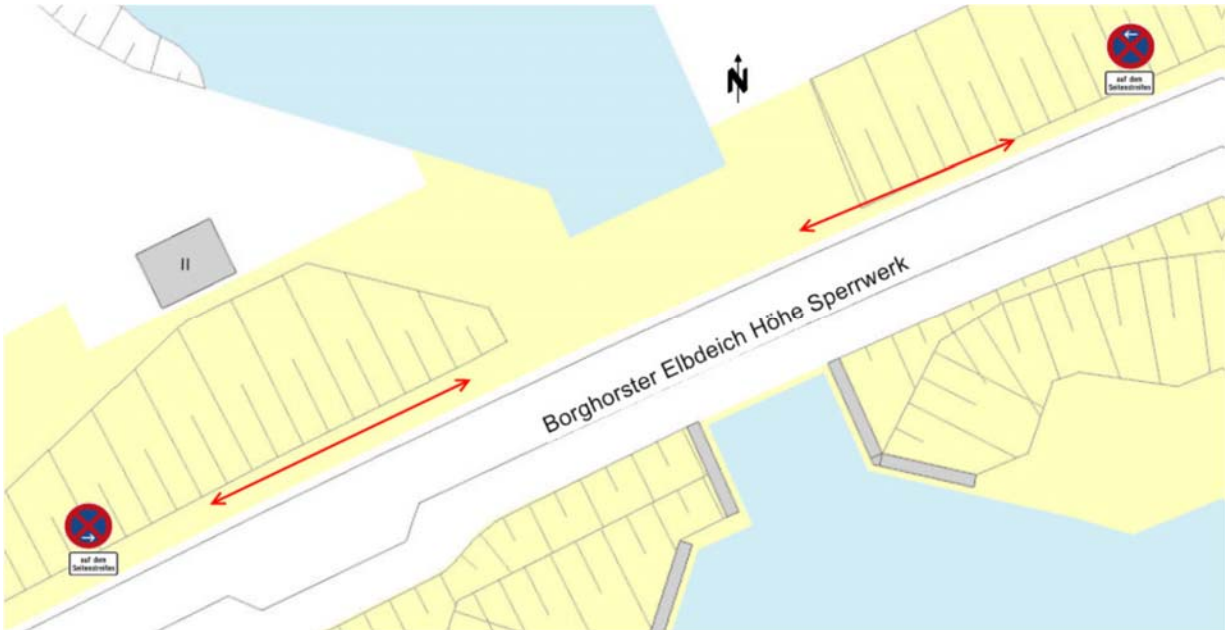 auf dem
Seitenstreifen
N
II
Borghorster Elbdeich Höhe Sperrwerk
auf dem
Seitenstreifen